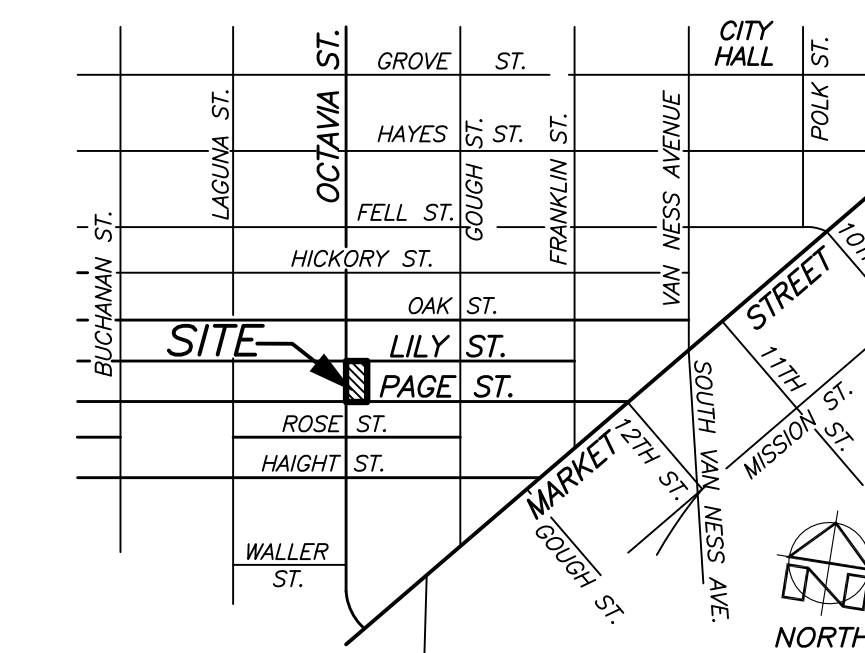 CITY
HALL
GROVE ST.
POLK ST.
OCTAVIA ST.
LAGUNA ST.
HAYES ST.
GOUGH ST.
FRANKLIN ST.
VAN NESS AVENUE
FELL ST.
BUCHANAN ST.
HICKORY ST.
10TH
OAK ST.
STREET
SITE
LILY ST.
PAGE ST.
11TH ST.
SOUTH VAN NESS AVE.
MISSION ST.
ROSE ST.
12TH ST.
MARKET
HAIGHT ST.
GOUGH ST.
WALLER
ST.
NORTH